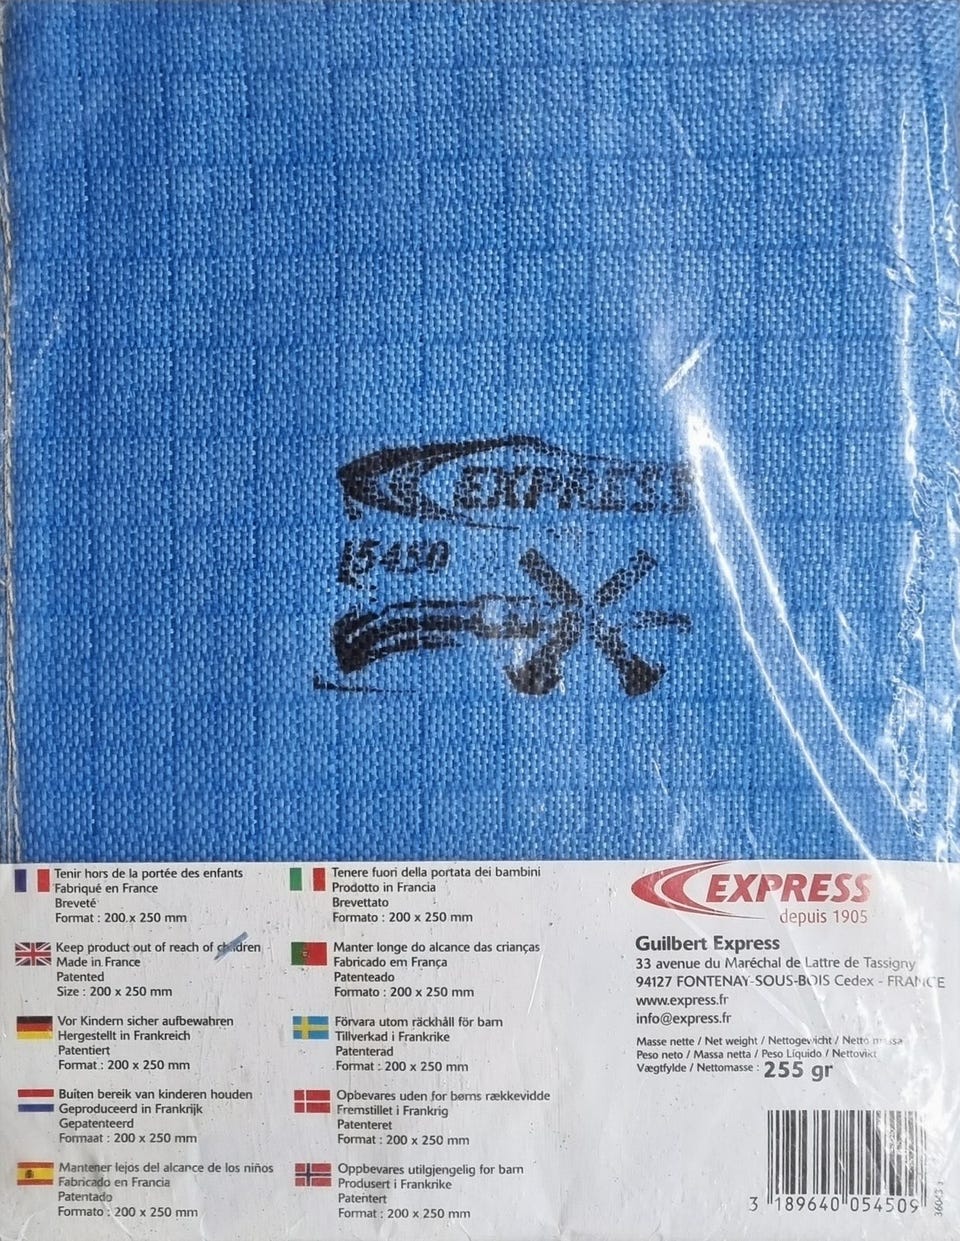 EXPRESS
5450
Tenir hors de la portée des enfants
Fabriqué en France
Breveté
Format : 200 x 250 mm
Keep product out of reach of children
Made in France
Patented
Size : 200 x 250 mm
Vor Kindern sicher aufbewahren
Hergestellt in Frankreich
Patentiert
Format : 200 x 250 mm
Buiten bereik van kinderen houden
Geproduceerd in Frankrijk
Gepatenteerd
Formaat : 200 x 250 mm
Mantener lejos del alcance de los niños
Fabricado en Francia
Patentado
Formato : 200 x 250 mm
Tenere fuori della portata dei bambini
Prodotto in Francia
Brevettato
Formato : 200 x 250 mm
Manter longe do alcance das crianças
Fabricado em França
Patenteado
Formato : 200 x 250 mm
Förvara utom räckhåll för barn
Tillverkad i Frankrike
Patenterad
Format : 200 x 250 mm
Opbevares uden for børns rækkevidde
Fremstillet i Frankrig
Patenteret
Format : 200 x 250 mm
Oppbevares utilgjengelig for barn
Produsert i Frankrike
Patentert
Format : 200 x 250 mm
EXPRESS
depuis 1905
Guilbert Express
33 avenue du Maréchal de Lattre de Tassigny
94127 FONTENAY-SOUS-BOIS Cedex - FRANCE
www.express.fr
info@express.fr
Masse nette / Net weight / Nettogewicht / Netto massa
Peso neto / Massa netta / Peso Líquido / Nettovikt
Vægtfylde / Nettomasse : 255 gr
3 189640 054509